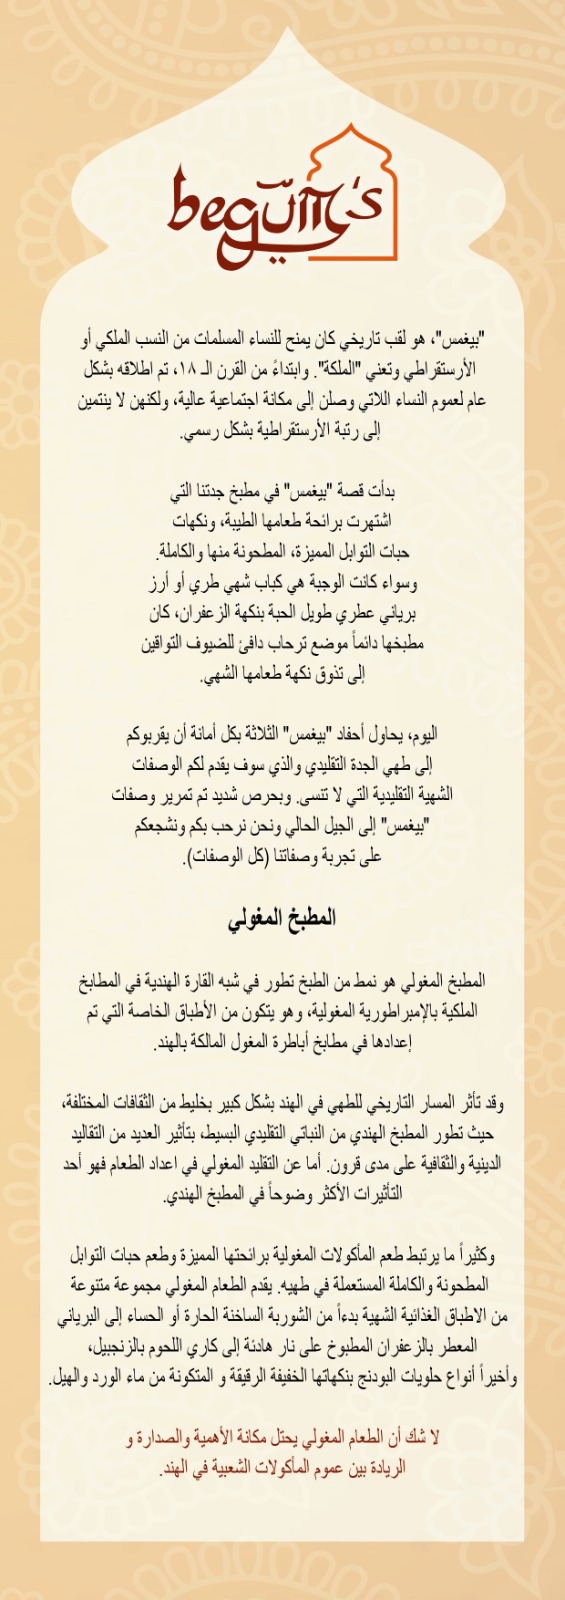 begum's
"بيغمس"، هو لقب تاريخي كان يمنح للنساء المسلمات من النسب الملكي أو
الأرستقراطي وتعني "الملكة". وابتداءً من القرن الـ ١٨، تم اطلاقه بشكل
عام لعموم النساء اللاتي وصلن إلى مكانة اجتماعية عالية، ولكنهن لا ينتمين
إلى رتبة الأرستقراطية بشكل رسمي.
بدأت قصة "بيغمس" في مطبخ جدتنا التي
اشتهرت برائحة طعامها الطيبة، ونكهات
حبات التوابل المميزة، المطحونة منها والكاملة.
وسواء كانت الوجبة هي كباب شهي طري أو أرز
برياني عطري طويل الحبة بنكهة الزعفران، كان
مطبخها دائماً موضع ترحاب دافئ للضيوف التواقين
إلى تذوق نكهة طعامها الشهي.
اليوم، يحاول أحفاد "بيغمس" الثلاثة بكل أمانة أن يقربوكم
إلى طهي الجدة التقليدي والذي سوف يقدم لكم الوصفات
الشهية التقليدية التي لا تنسى. وبحرص شديد تم تمرير وصفات
"بيغمس" إلى الجيل الحالي ونحن نرحب بكم ونشجعكم
على تجربة وصفاتنا (كل الوصفات).
المطبخ المغولي
المطبخ المغولي هو نمط من الطبخ تطور في شبه القارة الهندية في المطابخ
الملكية بالإمبراطورية المغولية، وهو يتكون من الأطباق الخاصة التي تم
إعدادها في مطابخ أباطرة المغول المالكة بالهند.
وقد تأثر المسار التاريخي للطهي في الهند بشكل كبير بخليط من الثقافات المختلفة،
حيث تطور المطبخ الهندي من النباتي التقليدي البسيط، بتأثير العديد من التقاليد
الدينية والثقافية على مدى قرون. أما عن التقليد المغولي في اعداد الطعام فهو أحد
التأثيرات الأكثر وضوحاً في المطبخ الهندي.
وكثيراً ما يرتبط طعم المأكولات المغولية برائحتها المميزة وطعم حبات التوابل
المطحونة والكاملة المستعملة في طهيه. يقدم الطعام المغولي مجموعة متنوعة
من الاطباق الغذائية الشهية بدءاً من الشوربة الساخنة الحارة أو الحساء إلى البرياني
المعطر بالزعفران المطبوخ على نار هادئة إلى كاري اللحوم بالزنجبيل،
وأخيراً أنواع حلويات البودنج بنكهاتها الخفيفة الرقيقة و المتكونة من ماء الورد والهيل.
لا شك أن الطعام المغولي يحتل مكانة الأهمية والصدارة و
الريادة بين عموم المأكولات الشعبية في الهند.